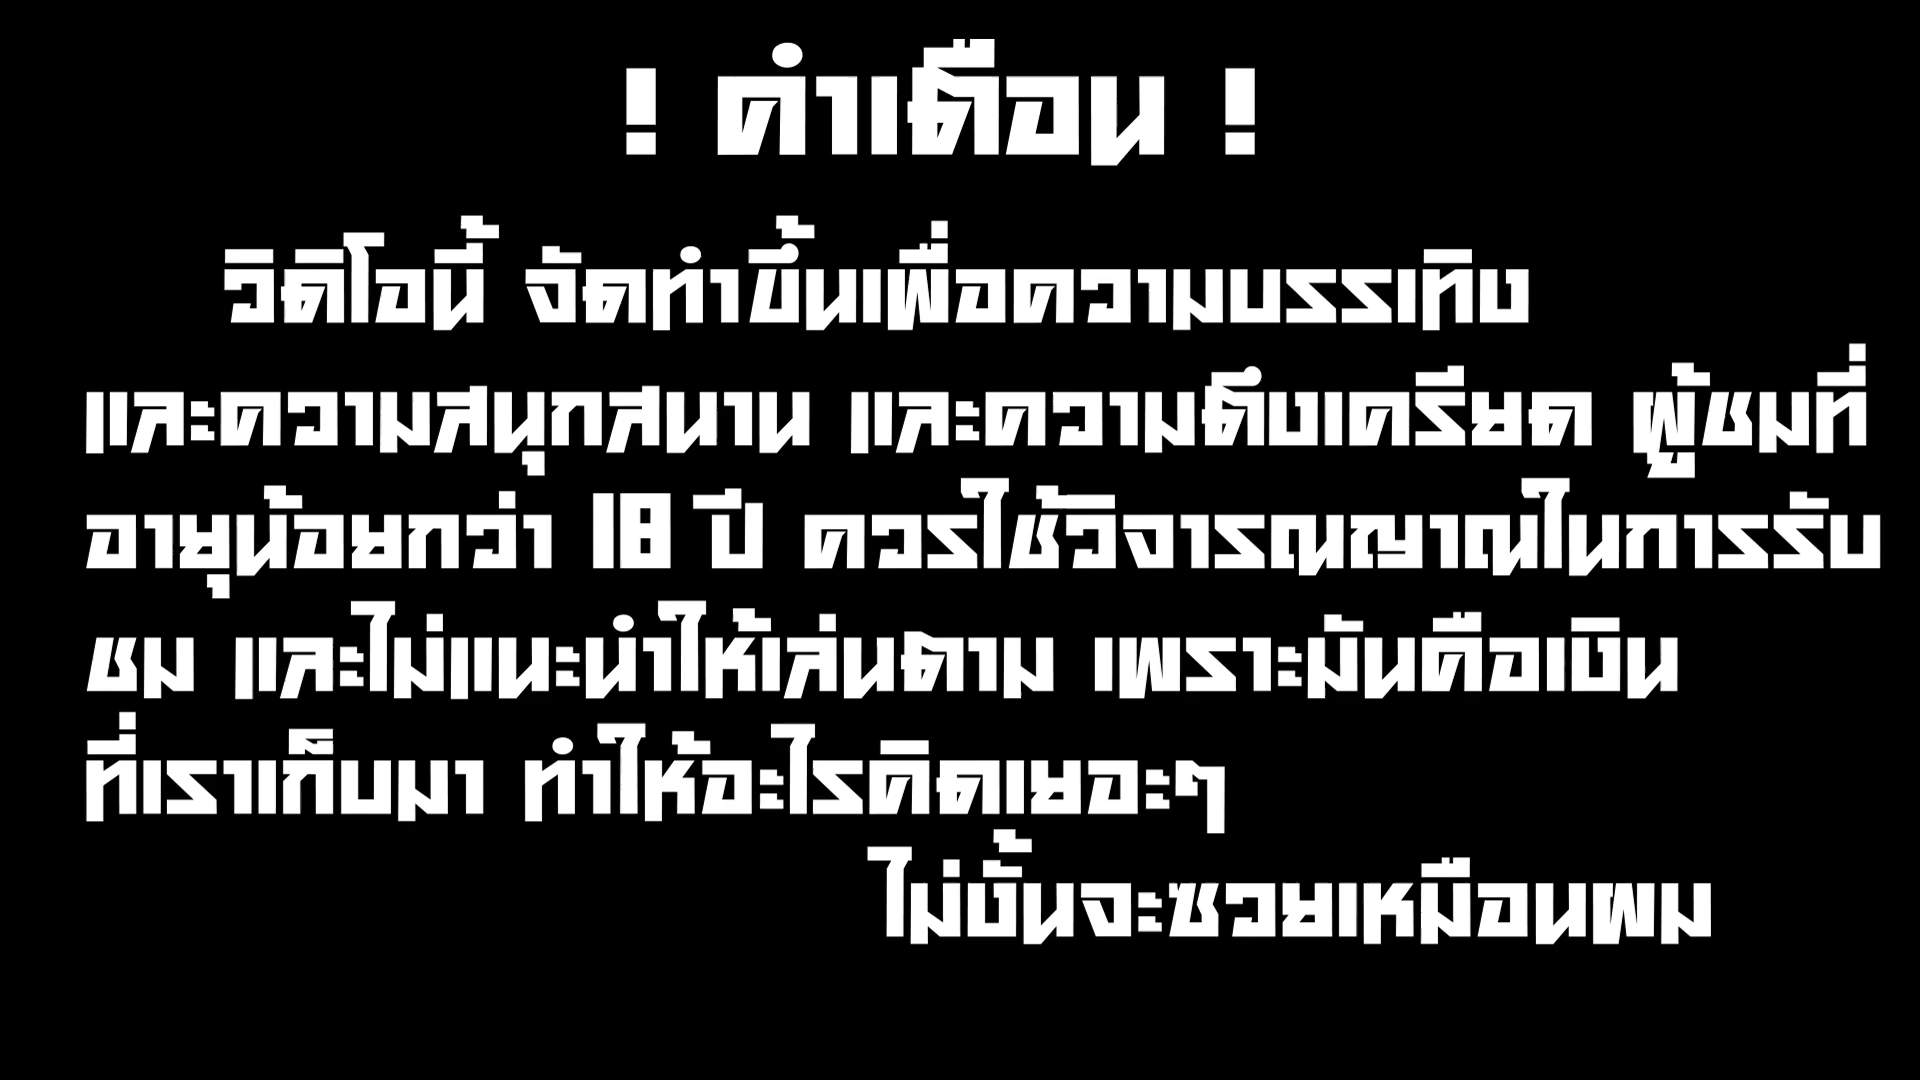 ! คำเตือน !
วิดิโอนี้ จัดทำขึ้นเพื่อความบรรเทิง
และความสนุกสนาน และความตึงเครียด ผู้ชมที่
อายุน้อยกว่า 18 ปี ควรใช้วิจารณญาณในการรับ
ชม และไม่แนะนำให้เล่นตาม เพราะมันคือเงิน
ที่เราเก็บมา ทำให้อะไรคิดเยอะๆ
ไม่งั้นจะซวยเหมือนผม